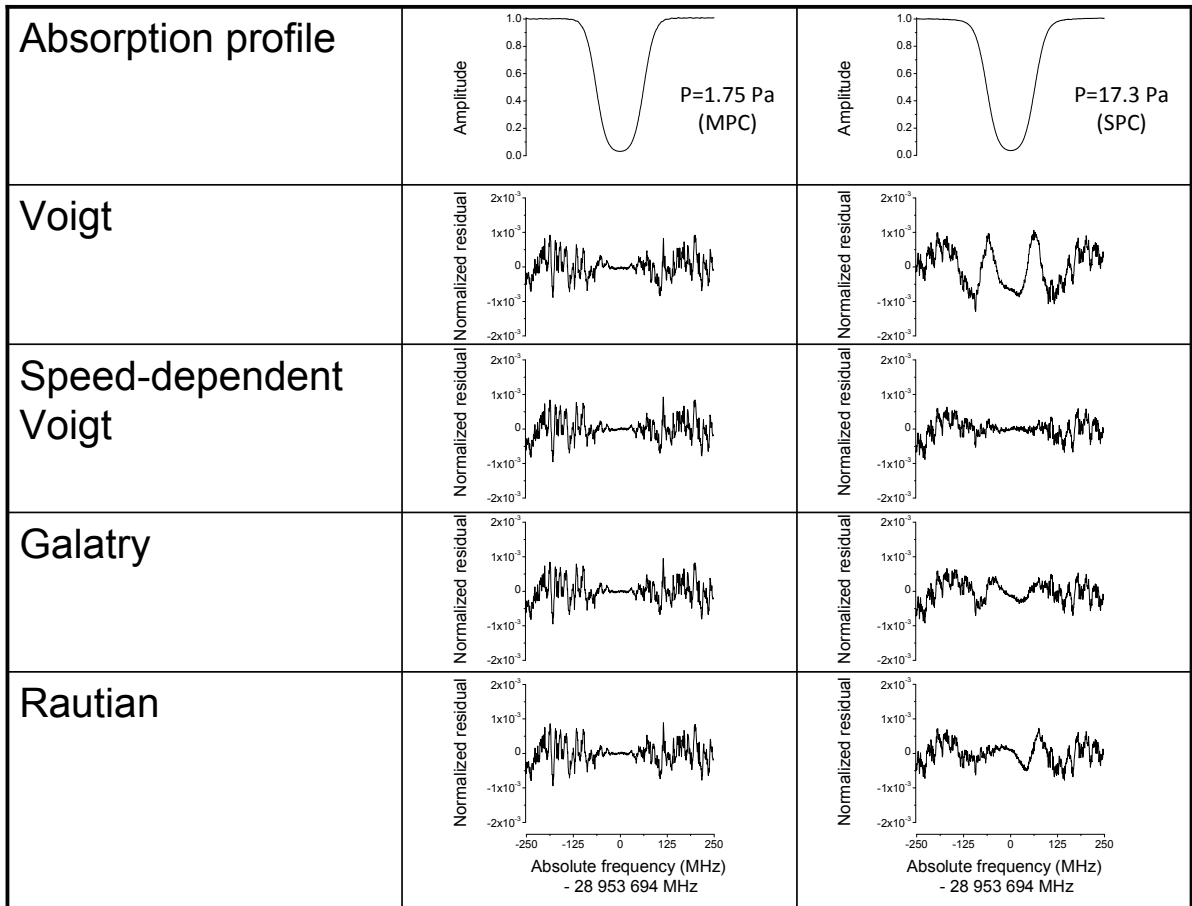 Absorption profile
Amplitude
1.0
0.8
0.6
0.4
0.2
0.0
P=1.75 Pa
(MPC)
Amplitude
1.0
0.8
0.6
0.4
0.2
0.0
P=17.3 Pa
(SPC)
Voigt
Normalized residual
2x10⁻³
1x10⁻³
0
-1x10⁻³
-2x10⁻³
Normalized residual
2x10⁻³
1x10⁻³
0
-1x10⁻³
-2x10⁻³
Speed-dependent
Voigt
Normalized residual
2x10⁻³
1x10⁻³
0
-1x10⁻³
-2x10⁻³
Normalized residual
2x10⁻³
1x10⁻³
0
-1x10⁻³
-2x10⁻³
Galatry
Normalized residual
2x10⁻³
1x10⁻³
0
-1x10⁻³
-2x10⁻³
Normalized residual
2x10⁻³
1x10⁻³
0
-1x10⁻³
-2x10⁻³
Rautian
Normalized residual
2x10⁻³
1x10⁻³
0
-1x10⁻³
-2x10⁻³
-250 -125 0 125 250
Absolute frequency (MHz)
- 28 953 694 MHz
Normalized residual
2x10⁻³
1x10⁻³
0
-1x10⁻³
-2x10⁻³
-250 -125 0 125 250
Absolute frequency (MHz)
- 28 953 694 MHz